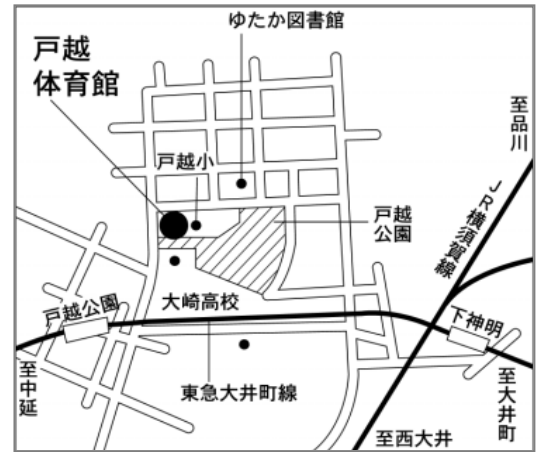 ゆたか図書館
戸越
体育館
至品川
戸越小
JR横須賀線
戸越
公園
大崎高校
戸越公園
下神明
至中延
東急大井町線
至大井町
至西大井